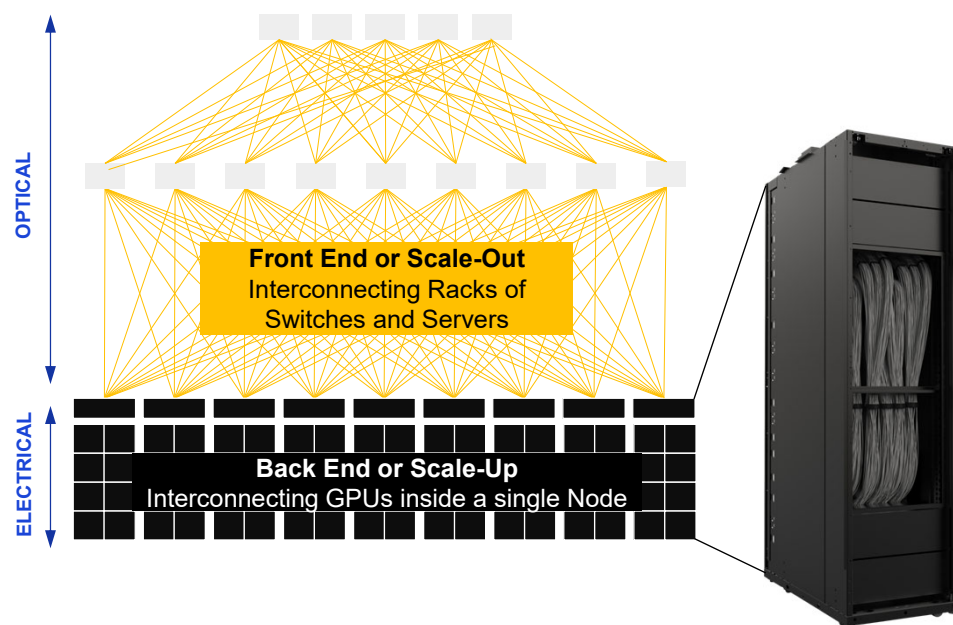 OPTICAL
Front End or Scale-Out
Interconnecting Racks of
Switches and Servers
ELECTRICAL
Back End or Scale-Up
Interconnecting GPUs inside a single Node